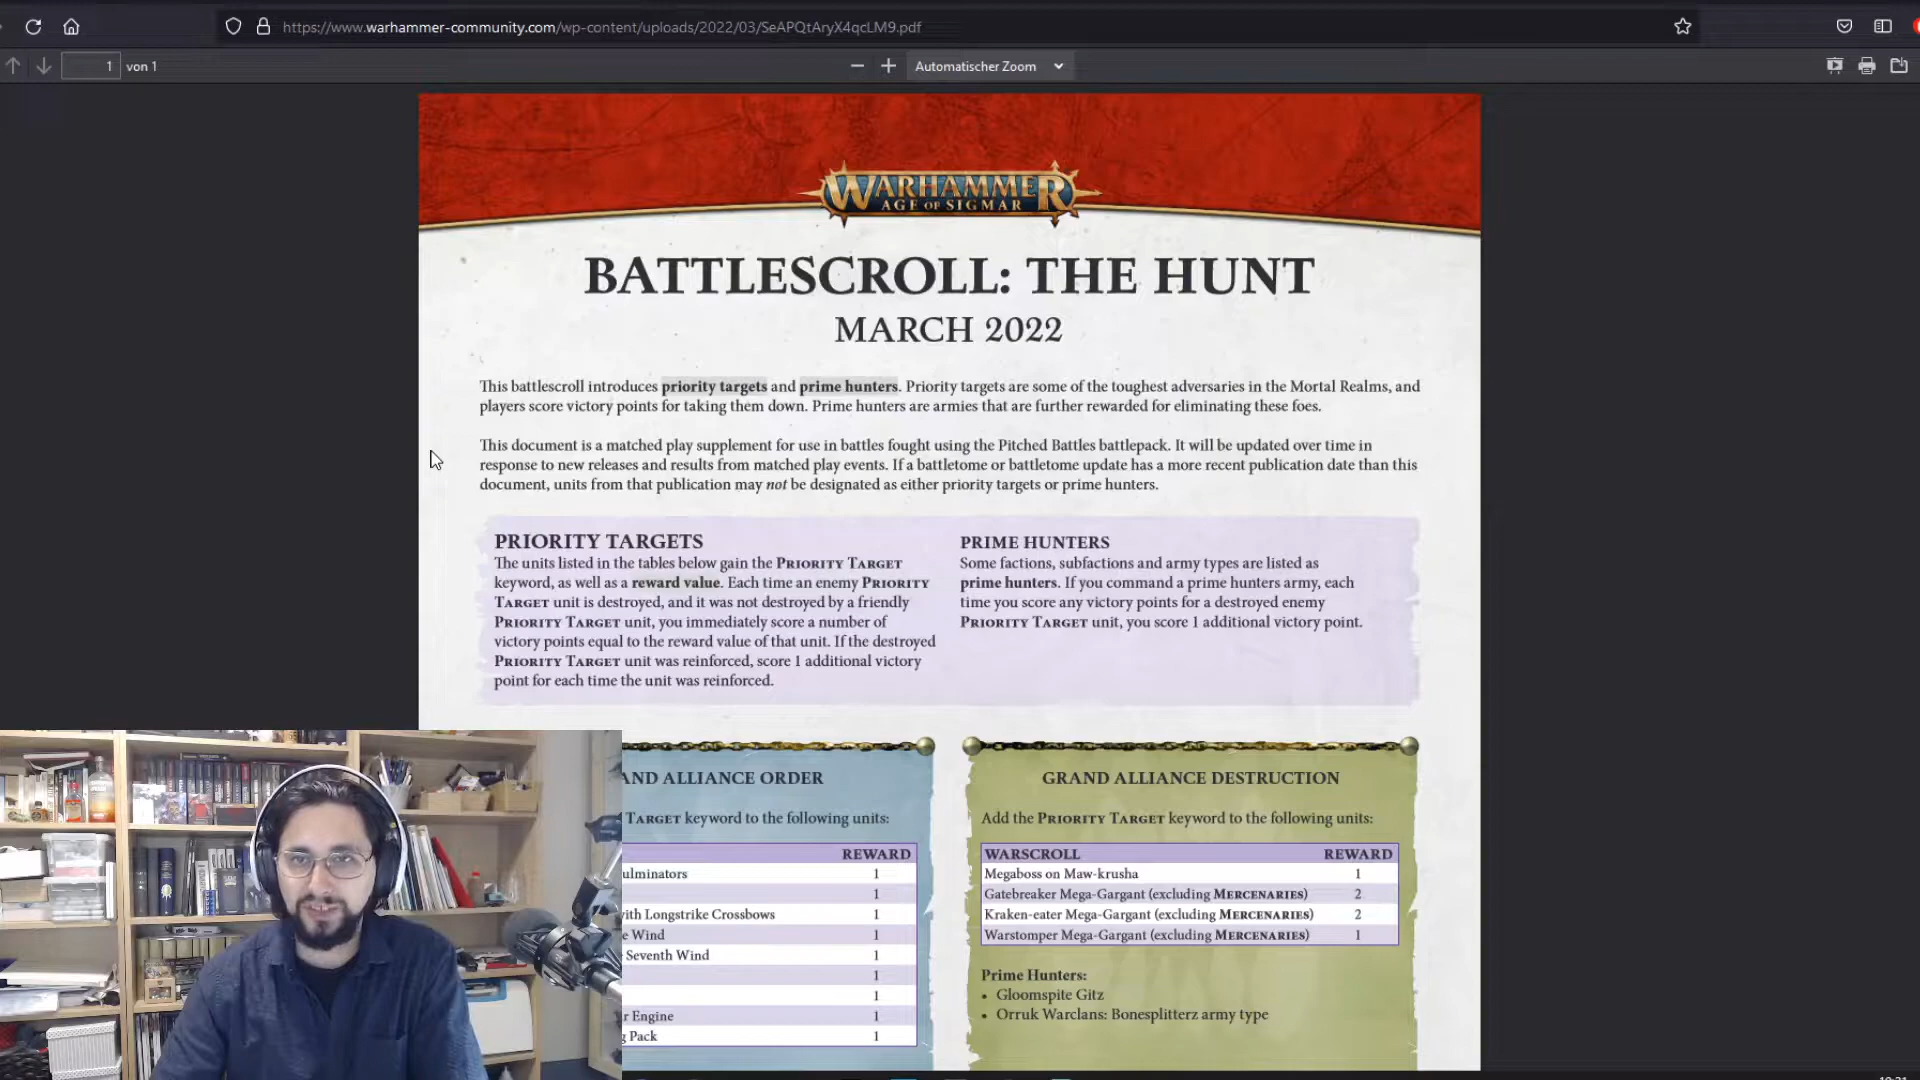 https://www.warhammer-community.com/wp-content/uploads/2022/03/SeAPQtAryX4qcLM9.pdf
1 von 1
Automatischer Zoom
WARHAMMER
AGE OF SIGMAR
BATTLESCROLL: THE HUNT
MARCH 2022
This battlescroll introduces priority targets and prime hunters. Priority targets are some of the toughest adversaries in the Mortal Realms, and
players score victory points for taking them down. Prime hunters are armies that are further rewarded for eliminating these foes.
This document is a matched play supplement for use in battles fought using the Pitched Battles battlepack. It will be updated over time in
response to new releases and results from matched play events. If a battletome or battletome update has a more recent publication date than this
document, units from that publication may not be designated as either priority targets or prime hunters.
PRIORITY TARGETS
The units listed in the tables below gain the PRIORITY TARGET
keyword, as well as a reward value. Each time an enemy PRIORITY
TARGET unit is destroyed, and it was not destroyed by a friendly
PRIORITY TARGET unit, you immediately score a number of
victory points equal to the reward value of that unit. If the destroyed
PRIORITY TARGET unit was reinforced, score 1 additional victory
point for each time the unit was reinforced.
PRIME HUNTERS
Some factions, subfactions and army types are listed as
prime hunters. If you command a prime hunters army, each
time you score any victory points for a destroyed enemy
PRIORITY TARGET unit, you score 1 additional victory point.
AND ALLIANCE ORDER
TARGET keyword to the following units:
REWARD
ulminators 1
1
with Longstrike Crossbows 1
e Wind 1
Seventh Wind 1
1
1
r Engine 1
g Pack 1
GRAND ALLIANCE DESTRUCTION
Add the PRIORITY TARGET keyword to the following units:
WARSCROLL REWARD
Megaboss on Maw-krusha 1
Gatebreaker Mega-Gargant (excluding MERCENARIES) 2
Kraken-eater Mega-Gargant (excluding MERCENARIES) 2
Warstomper Mega-Gargant (excluding MERCENARIES) 1
Prime Hunters:
• Gloomspite Gitz
• Orruk Warclans: Bonesplitterz army type